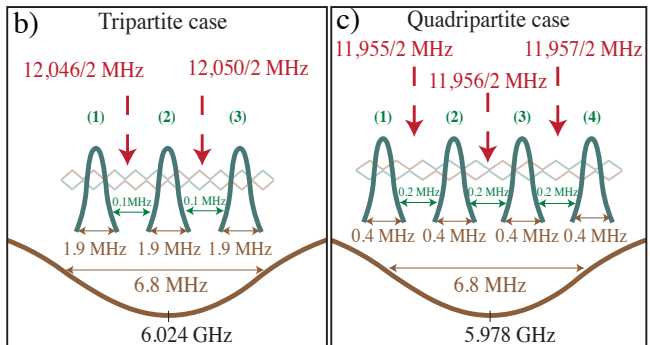 b)
Tripartite case
12,046/2 MHz
12,050/2 MHz
(1)
(2)
(3)
0.1MHz
0.1 MHz
1.9 MHz
1.9 MHz
1.9 MHz
6.8 MHz
6.024 GHz
c)
Quadripartite case
11,955/2 MHz
11,957/2 MHz
11,956/2 MHz
(1)
(2)
(3)
(4)
0.2 MHz
0.2 MHz
0.2 MHz
0.4 MHz
0.4 MHz
0.4 MHz
0.4 MHz
6.8 MHz
5.978 GHz